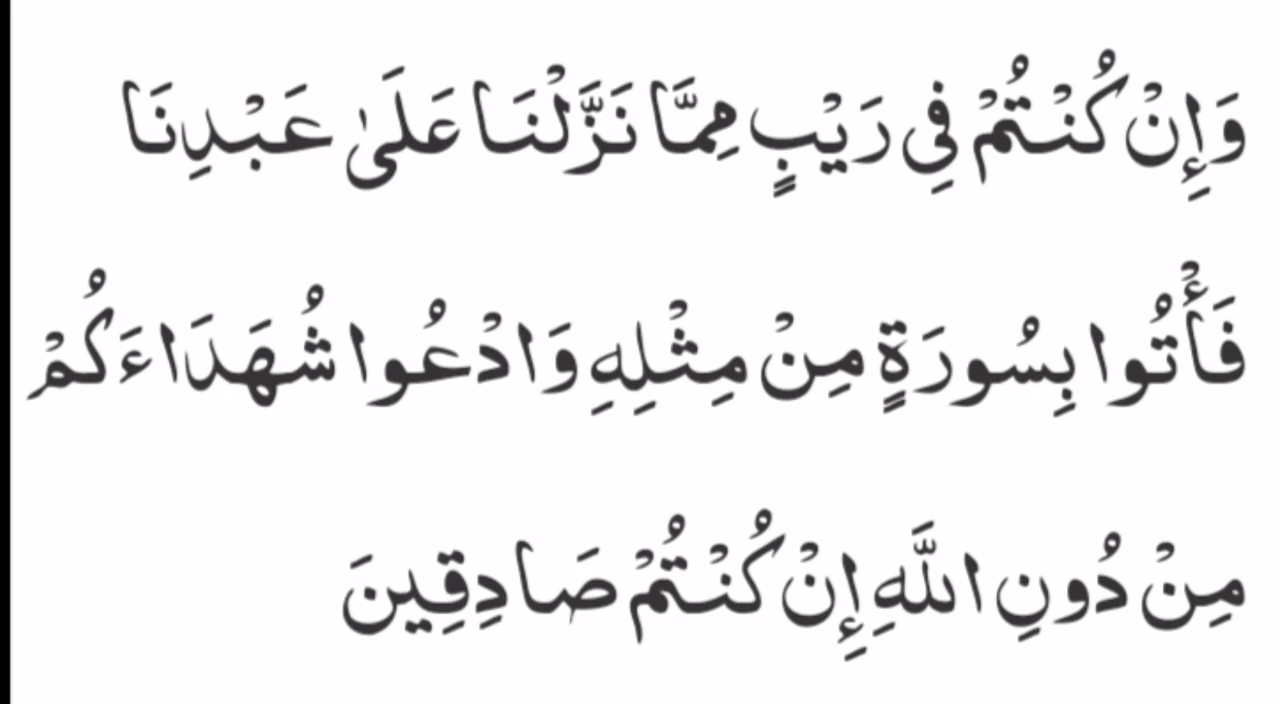 وَإِنْ كُنْتُمْ فِي رَيْبٍ مِمَّا نَزَّلْنَا عَلَىٰ عَبْدِنَا
فَأْتُوا بِسُورَةٍ مِنْ مِثْلِهِ وَادْعُوا شُهَدَاءَكُمْ
مِنْ دُونِ اللَّهِ إِنْ كُنْتُمْ صَادِقِينَ